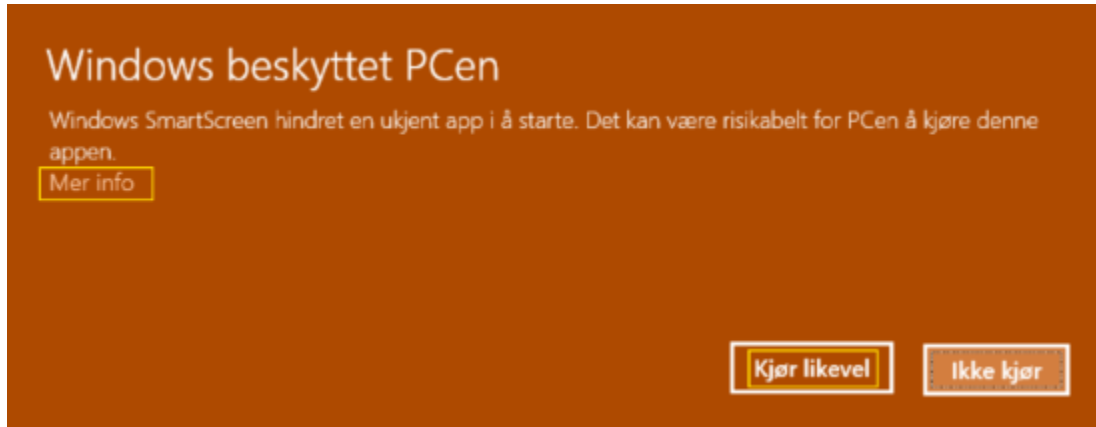 Windows beskyttet PCen
Windows SmartScreen hindret en ukjent app i å starte. Det kan være risikabelt for PCen å kjøre denne
appen.
Mer info
Kjør likevel
Ikke kjør